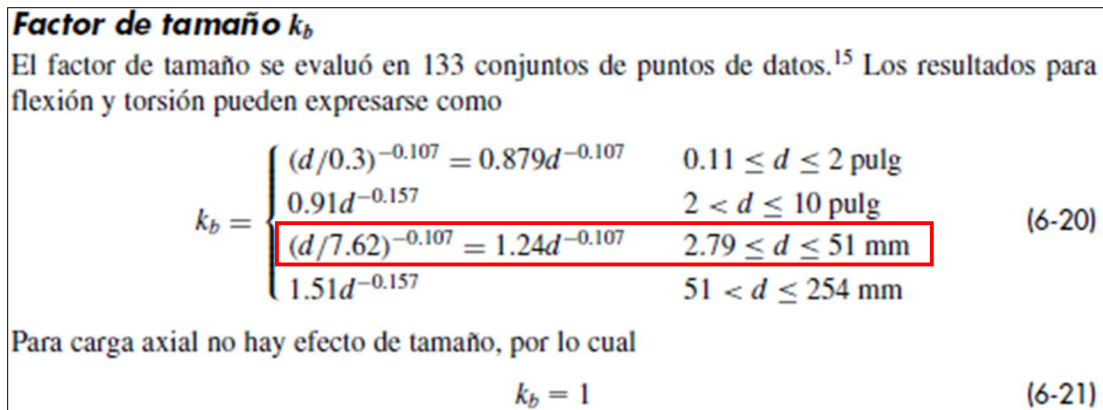 Factor de tamaño k_b
El factor de tamaño se evaluó en 133 conjuntos de puntos de datos.¹⁵ Los resultados para
flexión y torsión pueden expresarse como
(d/0.3)^−0.107 = 0.879d^−0.107 0.11 ≤ d ≤ 2 pulg
0.91d^−0.157 2 < d ≤ 10 pulg
k_b = { (6-20)
(d/7.62)^−0.107 = 1.24d^−0.107 2.79 ≤ d ≤ 51 mm
1.51d^−0.157 51 < d ≤ 254 mm
Para carga axial no hay efecto de tamaño, por lo cual
k_b = 1 (6-21)